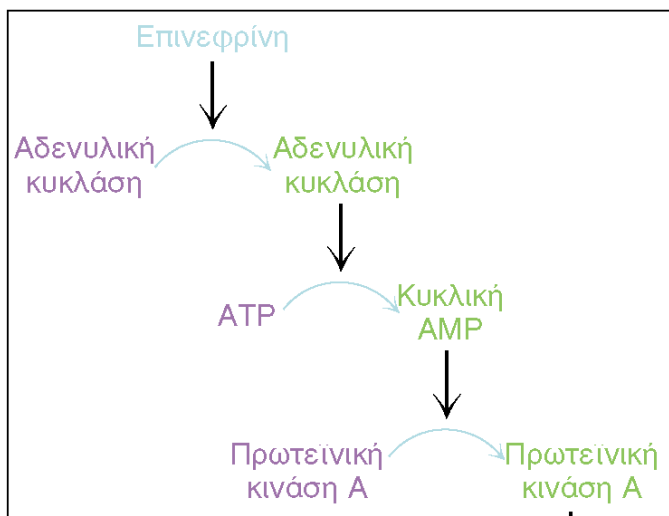 Επινεφρίνη
Αδενυλική
κυκλάση
Αδενυλική
κυκλάση
ATP
Κυκλική
AMP
Πρωτεϊνική
κινάση Α
Πρωτεϊνική
κινάση Α